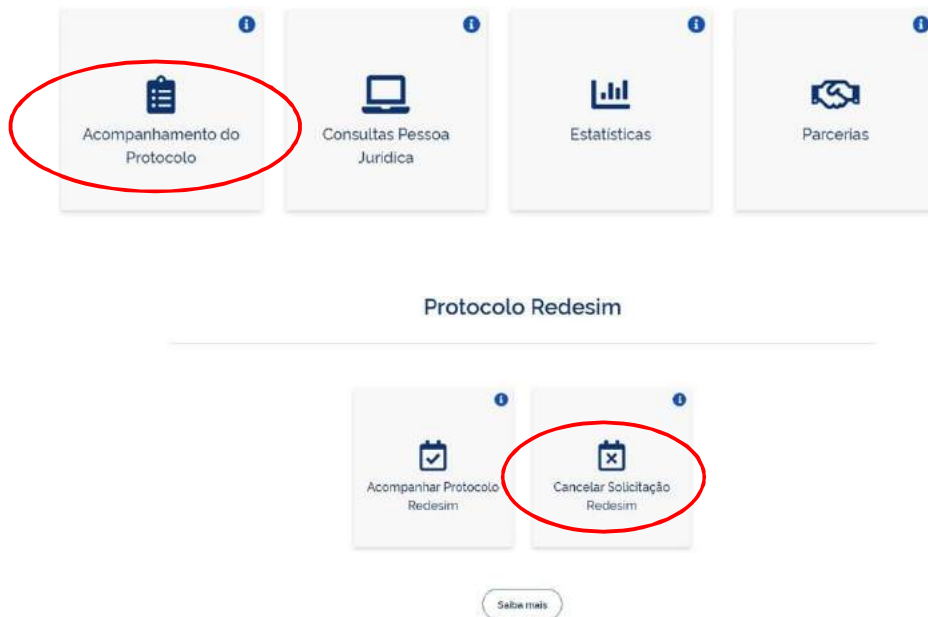 Acompanhamento do
Protocolo
Consultas Pessoa
Jurídica
Estatísticas
Parcerias
Protocolo Redesim
Acompanhar Protocolo
Redesim
Cancelar Solicitação
Redesim
Saiba mais